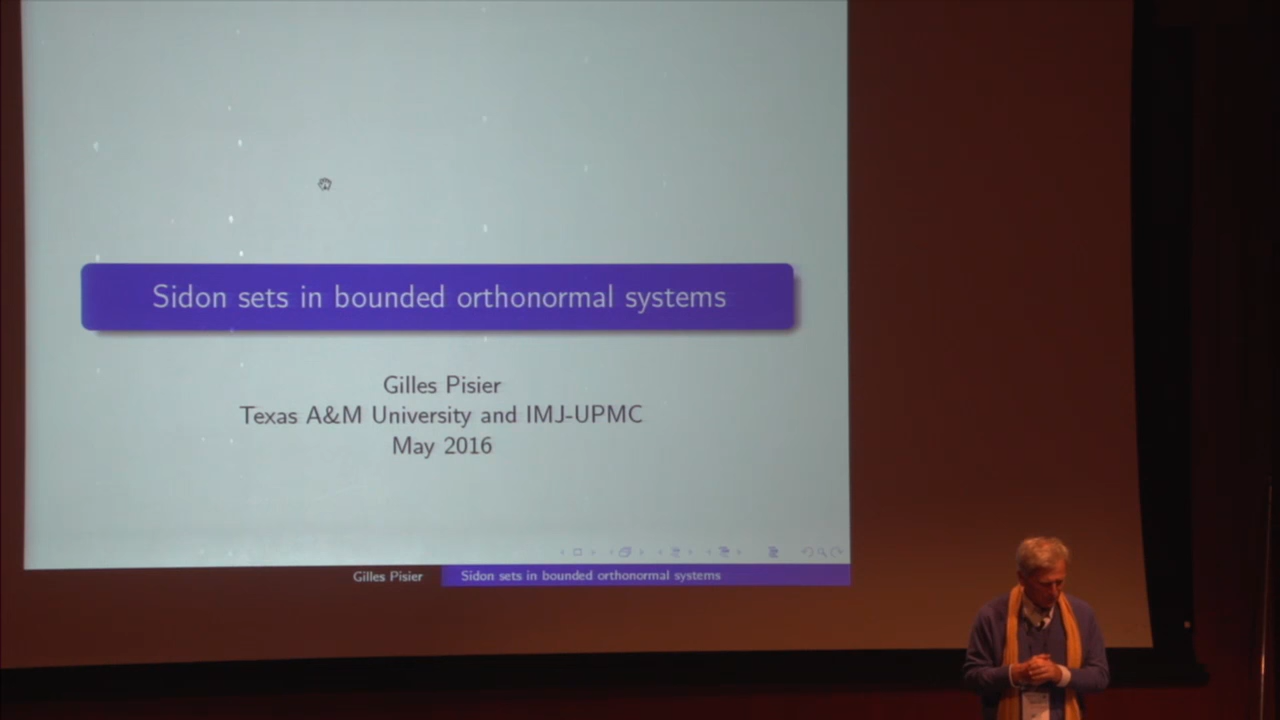 Sidon sets in bounded orthonormal systems
Gilles Pisier
Texas A&M University and IMJ-UPMC
May 2016
Gilles Pisier
Sidon sets in bounded orthonormal systems